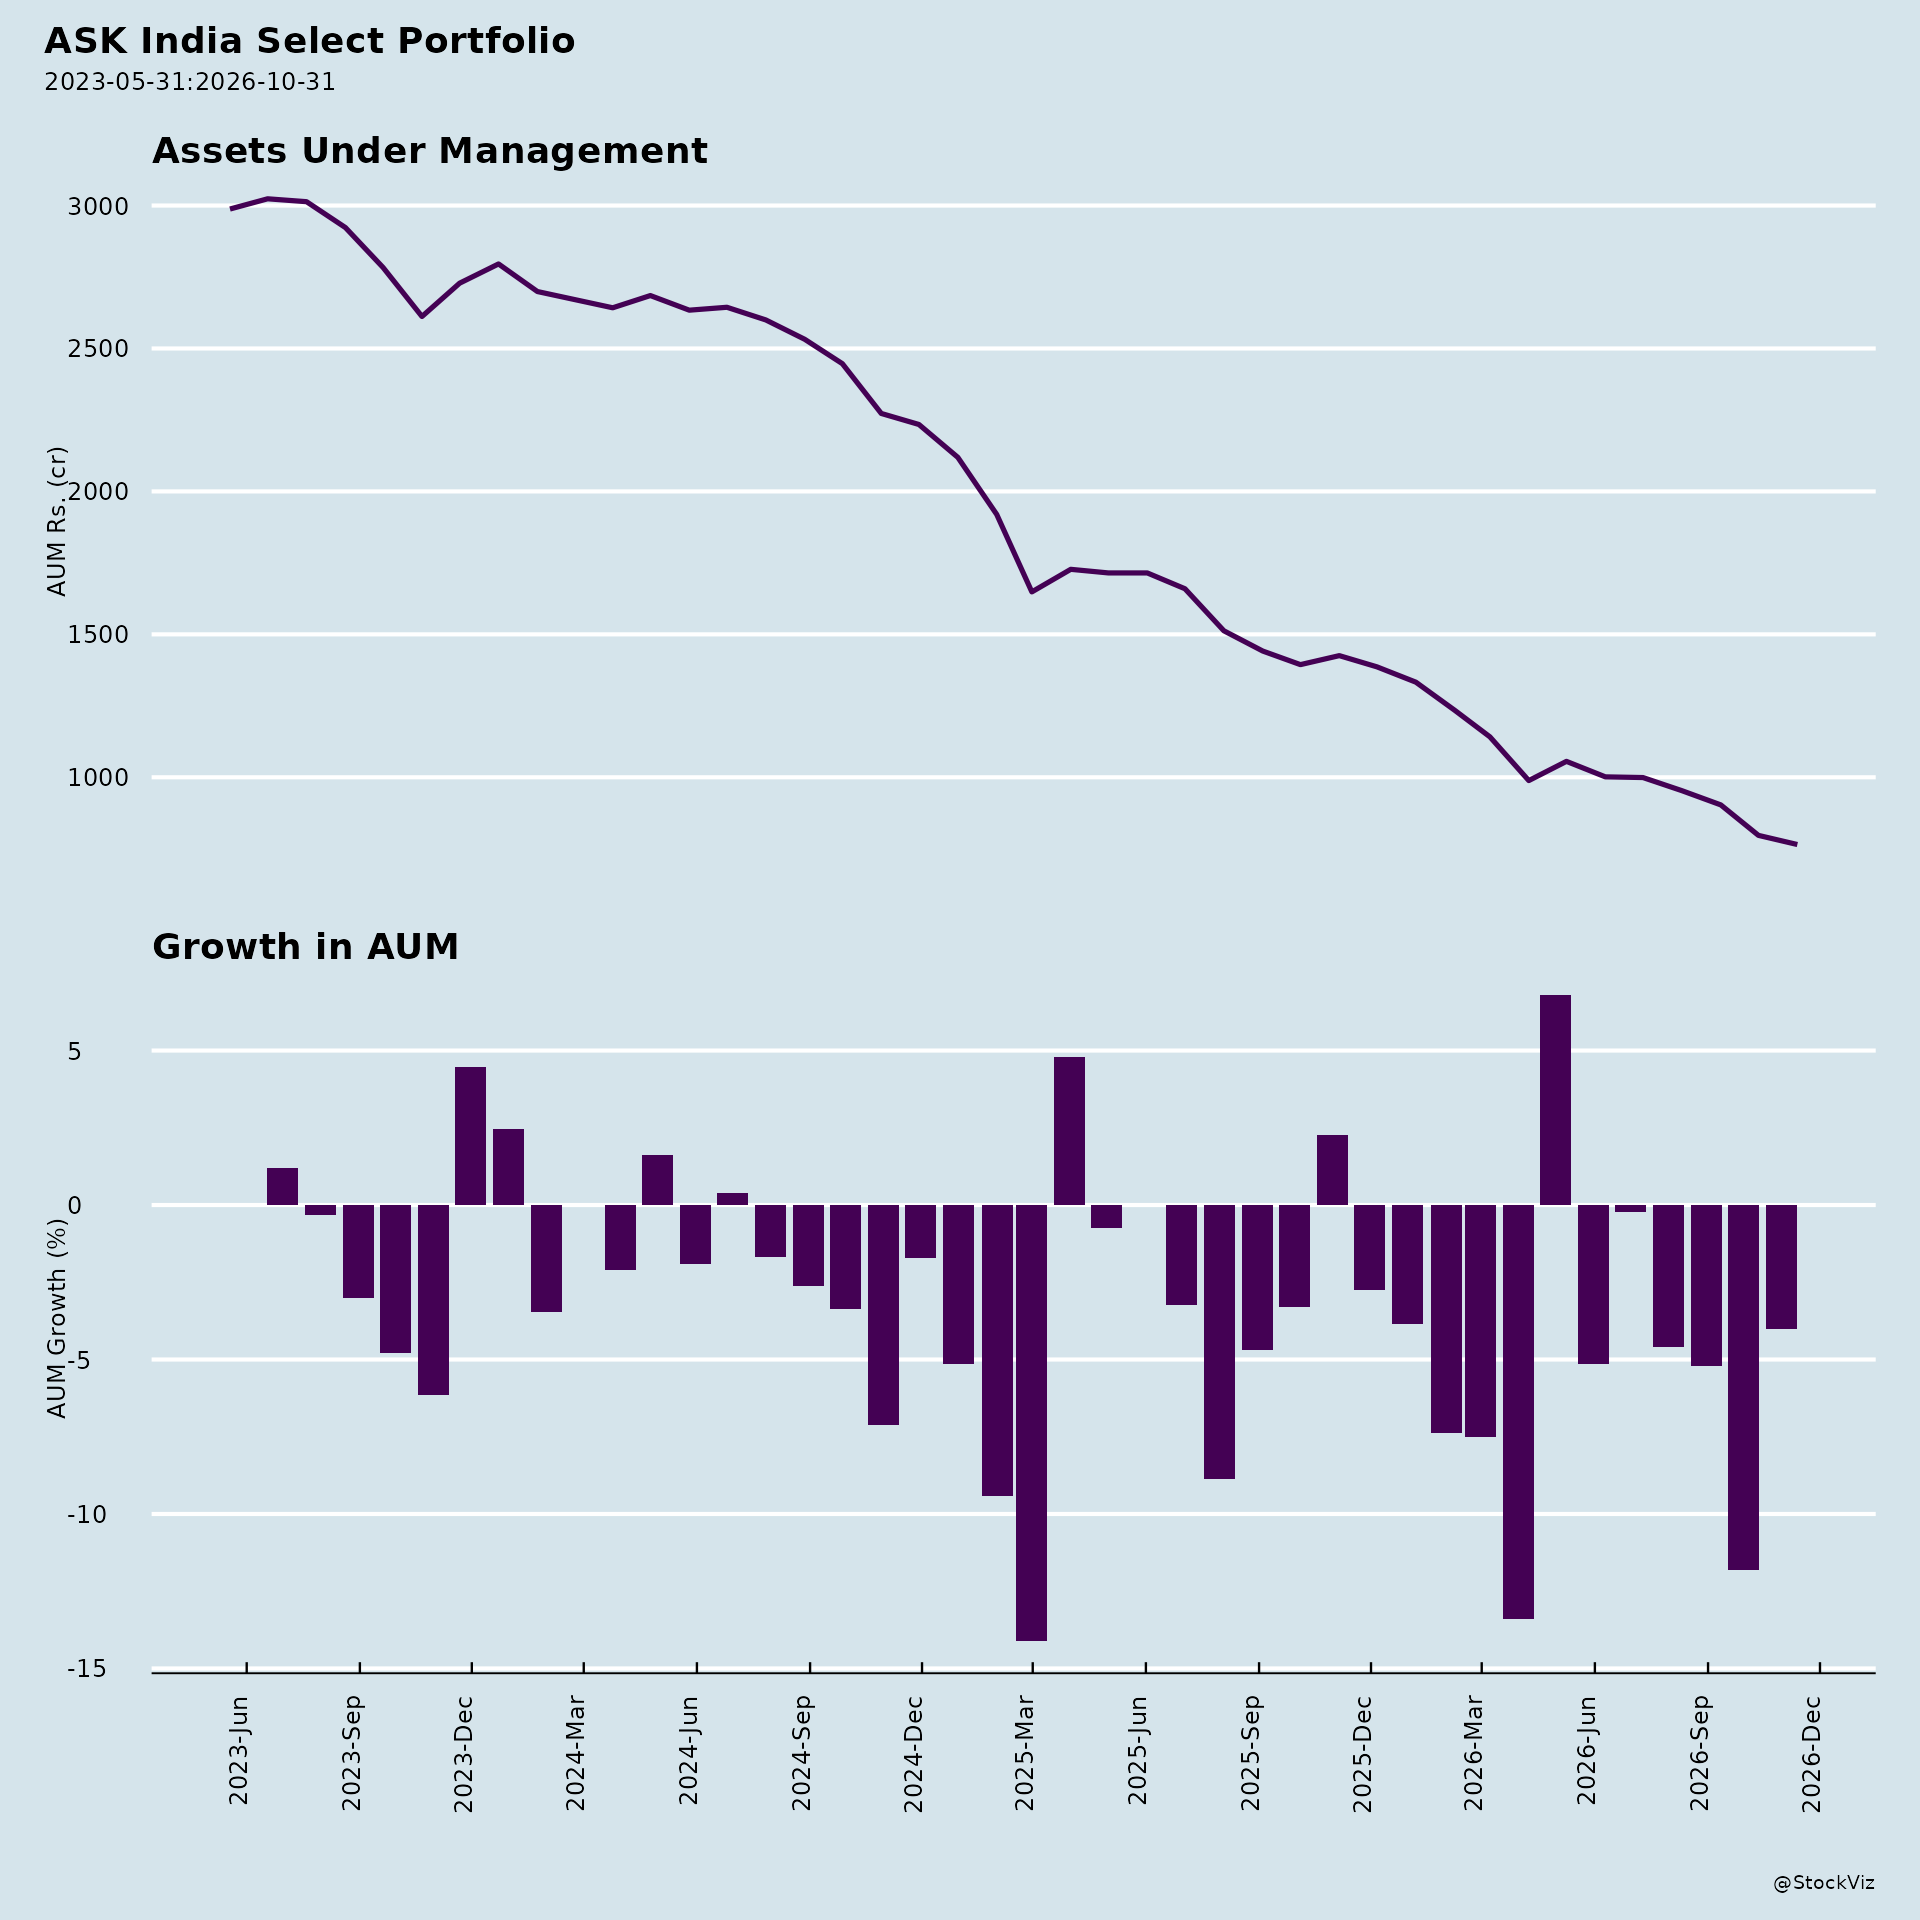 ASK India Select Portfolio
2023-05-31:2026-10-31
Assets Under Management
AUM Rs. (cr)
3000
2500
2000
1500
1000
Growth in AUM
AUM Growth (%)
5
0
-5
-10
-15
2023-Jun
2023-Sep
2023-Dec
2024-Mar
2024-Jun
2024-Sep
2024-Dec
2025-Mar
2025-Jun
2025-Sep
2025-Dec
2026-Mar
2026-Jun
2026-Sep
2026-Dec
@StockViz